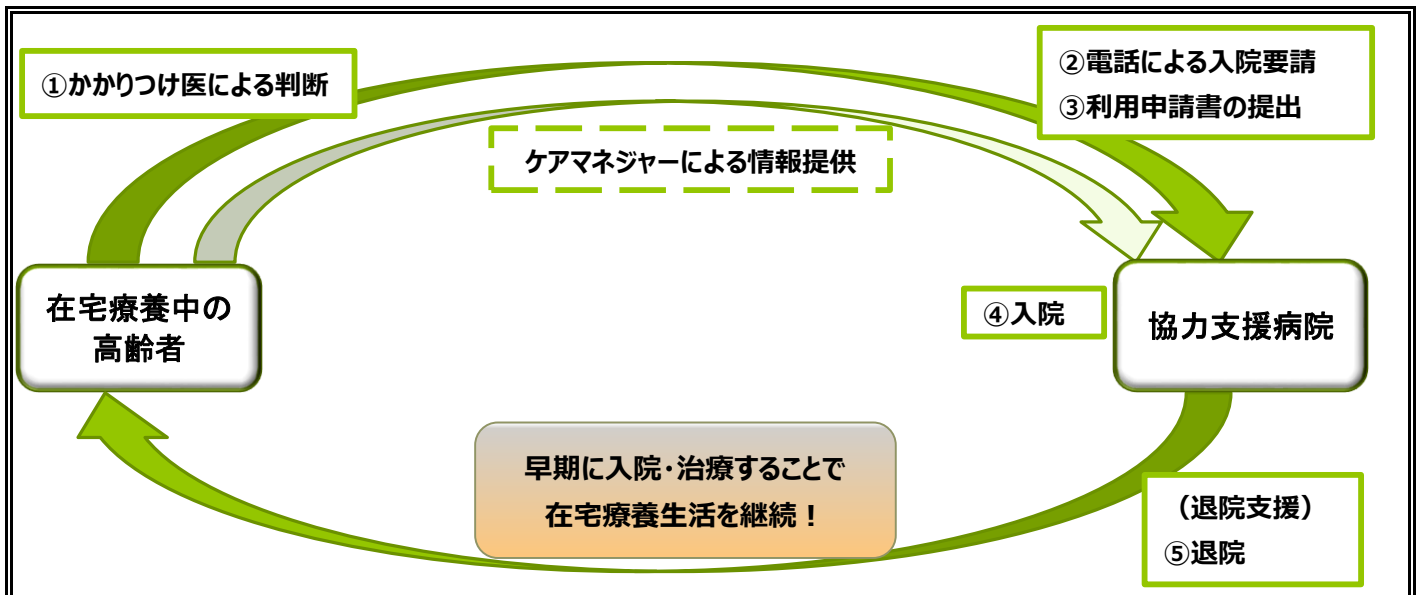 ①かかりつけ医による判断
②電話による入院要請
③利用申請書の提出
ケアマネジャーによる情報提供
在宅療養中の
高齢者
④入院
協力支援病院
早期に入院・治療することで
在宅療養生活を継続！
（退院支援）
⑤退院